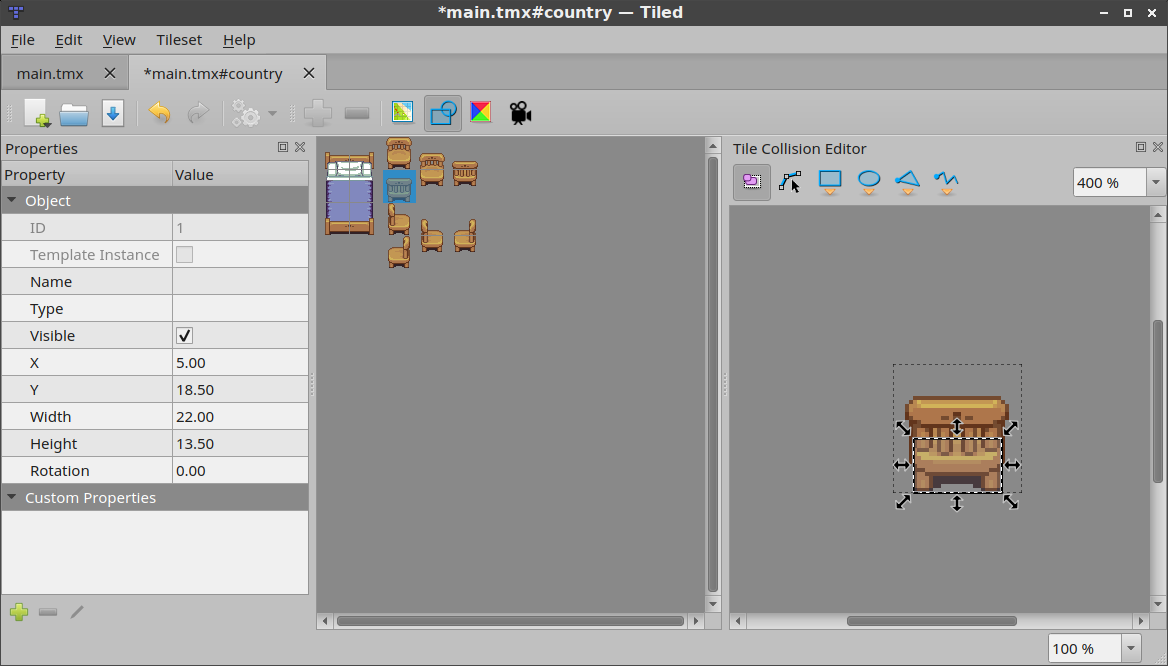 *main.tmx#country — Tiled
File Edit View Tileset Help
main.tmx *main.tmx#country
Properties
Property Value
Object
ID 1
Template Instance
Name
Type
Visible
X 5.00
Y 18.50
Width 22.00
Height 13.50
Rotation 0.00
Custom Properties
Tile Collision Editor
400 %
100 %